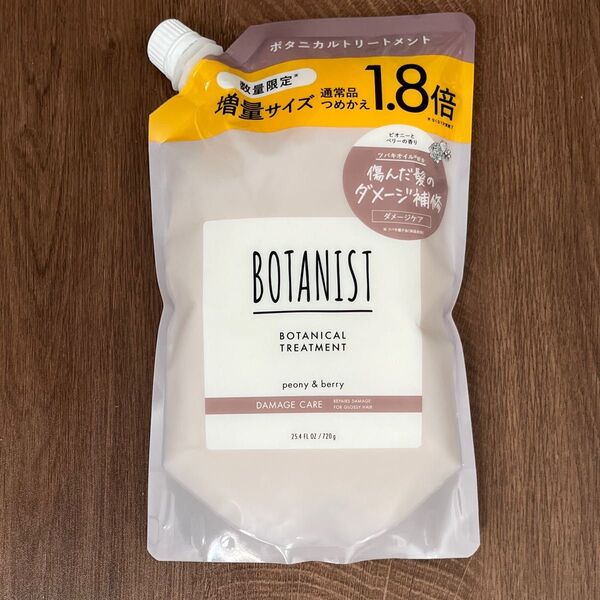 ボタニカルトリートメント
数量限定*
増量サイズ
通常品
つめかえ
1.8倍
ピオニーと
ベリーの香り
ツバキオイル*配合
傷んだ髪の
ダメージ補修
ダメージケア
BOTANIST
BOTANICAL
TREATMENT
peony & berry
DAMAGE CARE
REPAIRS DAMAGE
FOR GLOSSY HAIR
25.4 FL OZ / 720g